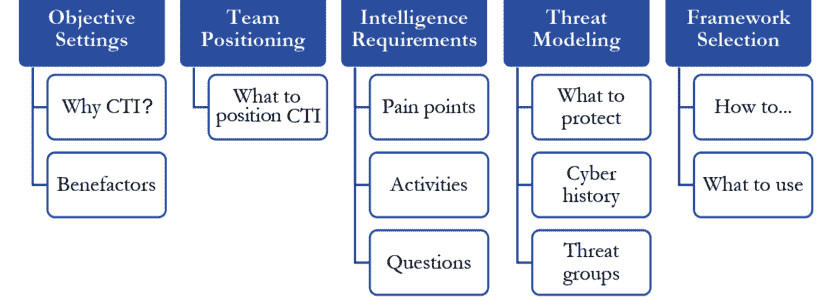 Objective
Settings
Why CTI?
Benefactors
Team
Positioning
What to
position CTI
Intelligence
Requirements
Pain points
Activities
Questions
Threat
Modeling
What to
protect
Cyber
history
Threat
groups
Framework
Selection
How to...
What to use